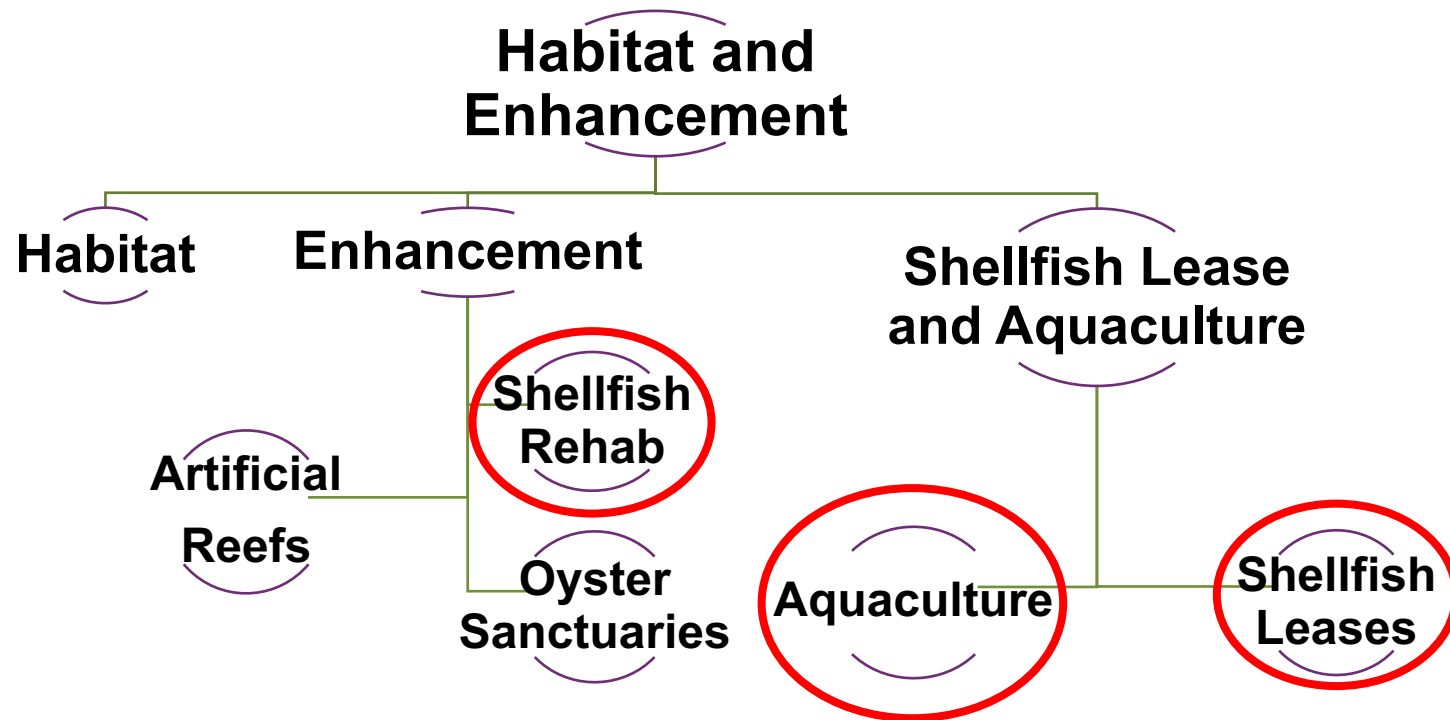 Habitat and
Enhancement
Habitat
Enhancement
Shellfish Lease
and Aquaculture
Shellfish
Rehab
Artificial
Reefs
Oyster
Sanctuaries
Aquaculture
Shellfish
Leases